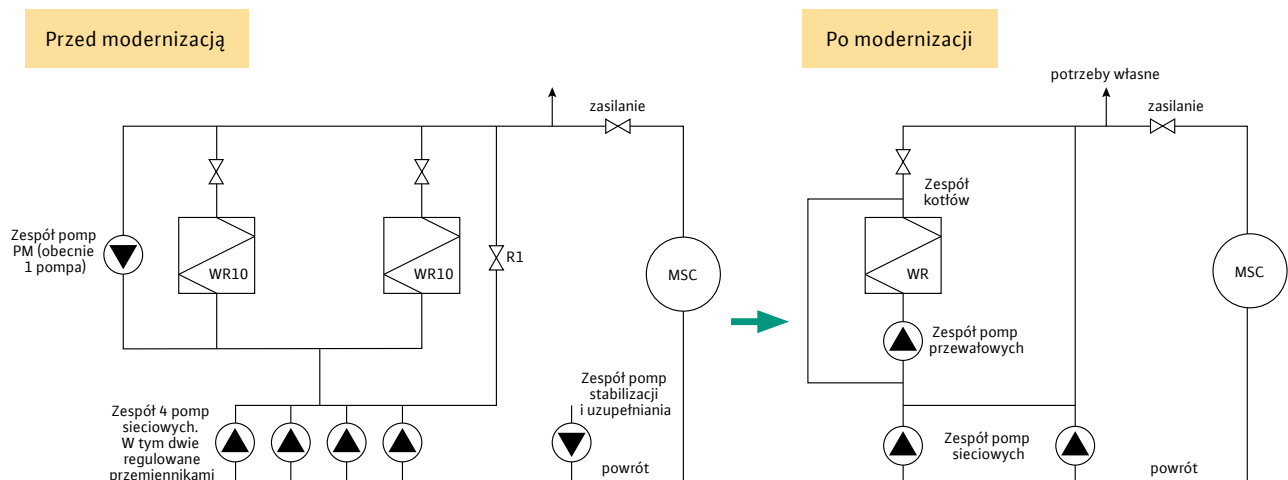 Przed modernizacją
zasilanie
Zespół pomp
PM (obecnie
1 pompa)
WR10
WR10
R1
MSC
Zespół 4 pomp
sieciowych.
W tym dwie
regulowane
przemiennikami
Zespół pomp
stabilizacji
i uzupełniania
powrót
Po modernizacji
potrzeby własne
zasilanie
Zespół
kotłów
WR
MSC
Zespół pomp
przewałowych
Zespół pomp
sieciowych
powrót